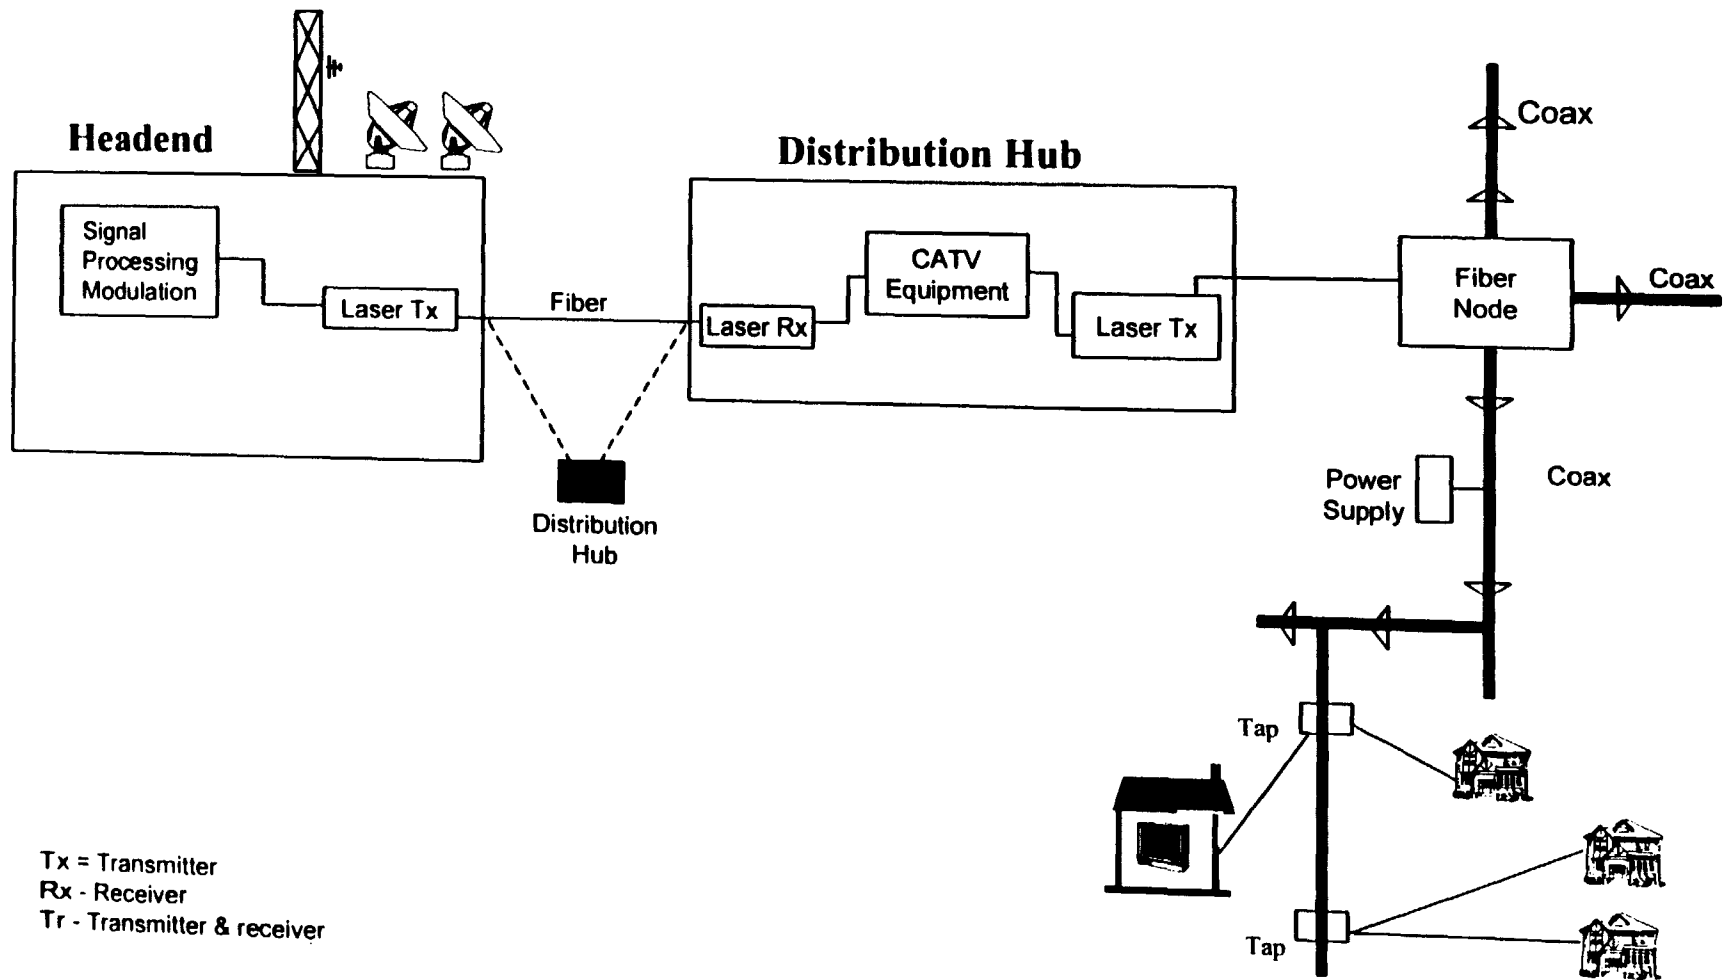 Headend
Signal
Processing
Modulation
Laser Tx
Fiber
Distribution
Hub
Distribution Hub
Laser Rx
CATV
Equipment
Laser Tx
Fiber
Node
Coax
Coax
Coax
Power
Supply
Tap
Tap
Tx = Transmitter
Rx - Receiver
Tr - Transmitter & receiver